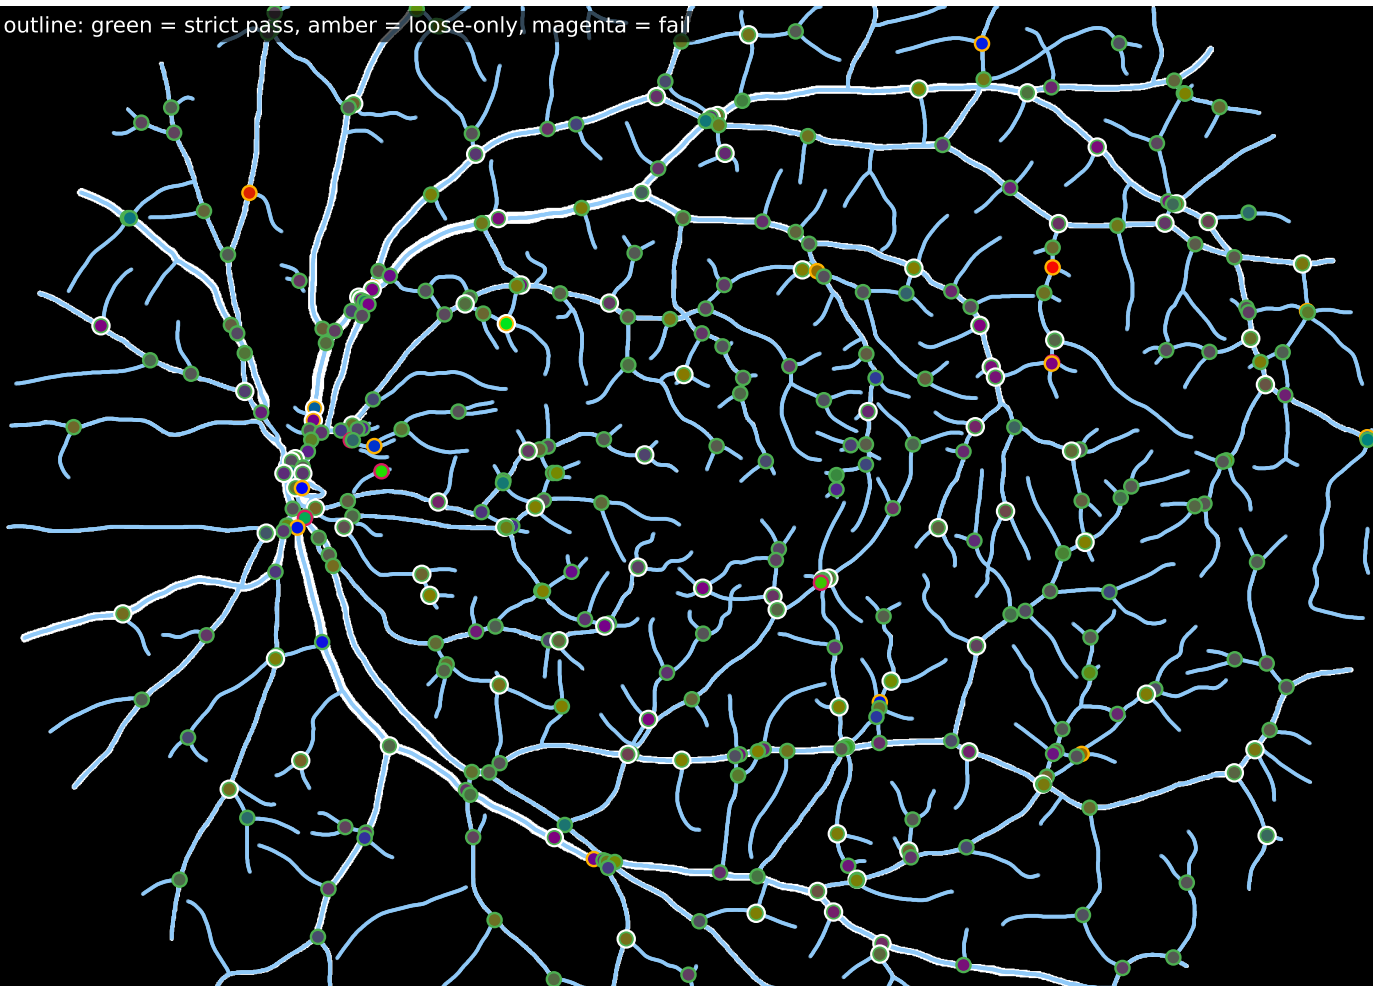 outline: green = strict pass, amber = loose-only, magenta = fail